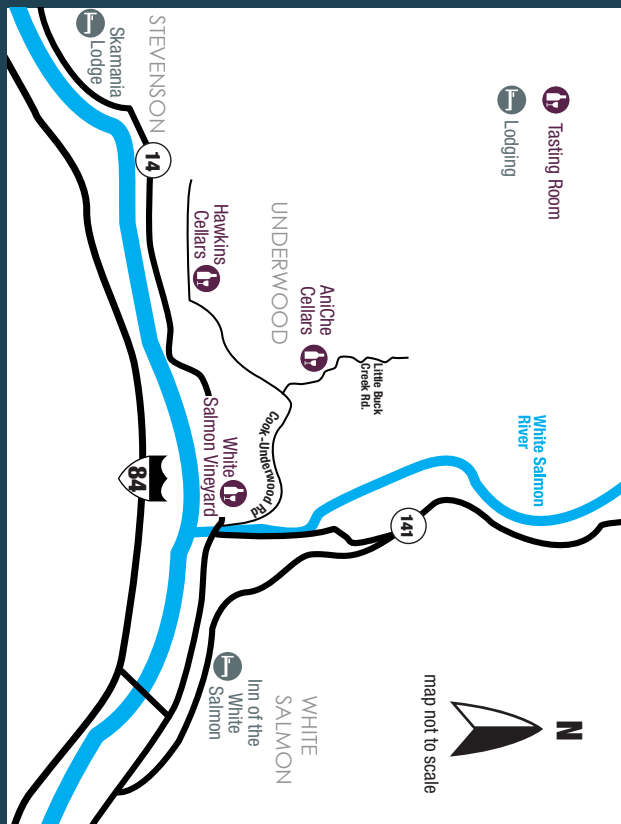 Tasting Room
Lodging
STEVENSON
Skamania
Lodge
14
Hawkins
Cellars
UNDERWOOD
AniChe
Cellars
Little Buck
Creek Rd.
Cook-Underwood Rd
White
Salmon Vineyard
84
White Salmon
River
141
Inn of the
White
Salmon
WHITE
SALMON
N
map not to scale